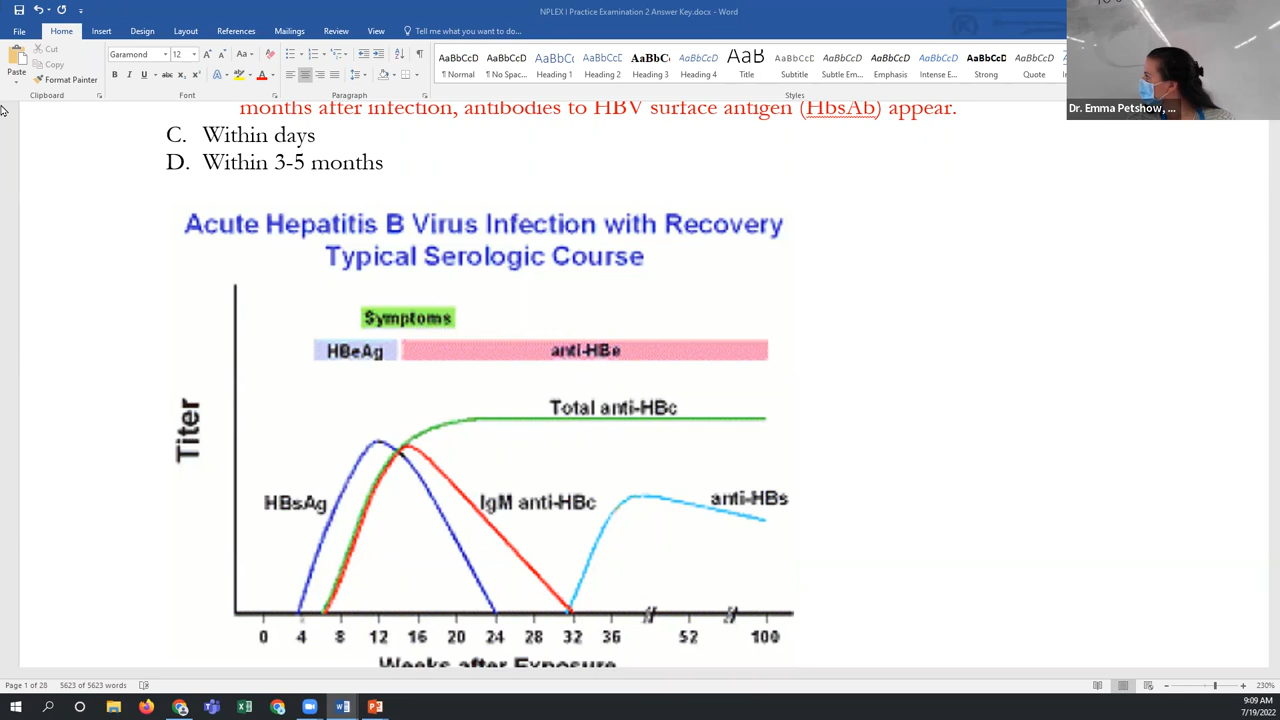 NPLEX I Practice Examination 2 Answer Key.docx - Word
File Home Insert Design Layout References Mailings Review View Tell me what you want to do...
Paste
Cut
Copy
Format Painter
Garamond 12
AaBbCcD AaBbCcD AaBbCcD AaBbCcD AaBbC AaBbCcD AaB AaBbCcD AaBbCcD AaBbCcD AaBbCcD AaBbCcD AaBbCcD
¶ Normal ¶ No Spac... Heading 1 Heading 2 Heading 3 Heading 4 Title Subtitle Subtle Em... Emphasis Intense E... Strong Quote
Clipboard Font Paragraph Styles
Dr. Emma Petshow, ...
months after infection, antibodies to HBV surface antigen (HbsAb) appear.
C. Within days
D. Within 3-5 months
Acute Hepatitis B Virus Infection with Recovery
Typical Serologic Course
Symptoms
HBeAg anti-HBe
Total anti-HBc
Titer
HBsAg IgM anti-HBc anti-HBs
0 4 8 12 16 20 24 28 32 36 52 100
Weeks after Exposure
Page 1 of 28 5623 of 5623 words 230%
9:09 AM
7/19/2022